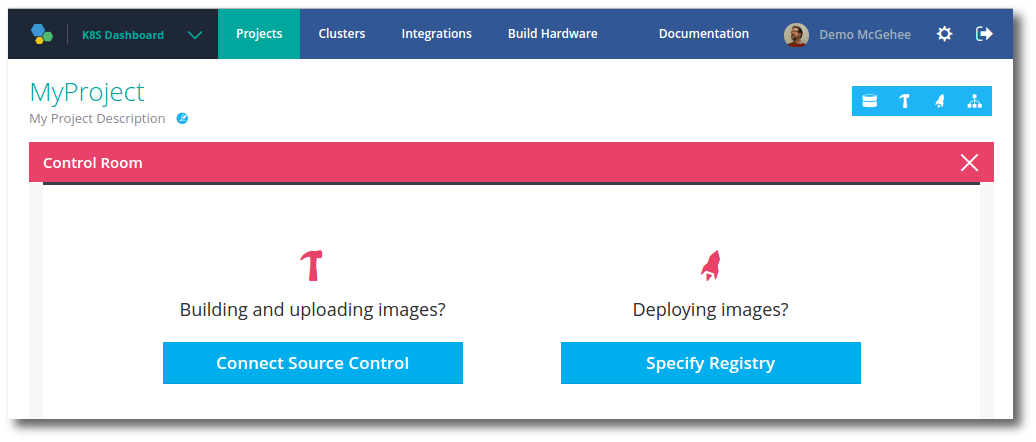 K8S Dashboard
Projects
Clusters
Integrations
Build Hardware
Documentation
Demo McGehee
MyProject
My Project Description
Control Room
Building and uploading images?
Deploying images?
Connect Source Control
Specify Registry